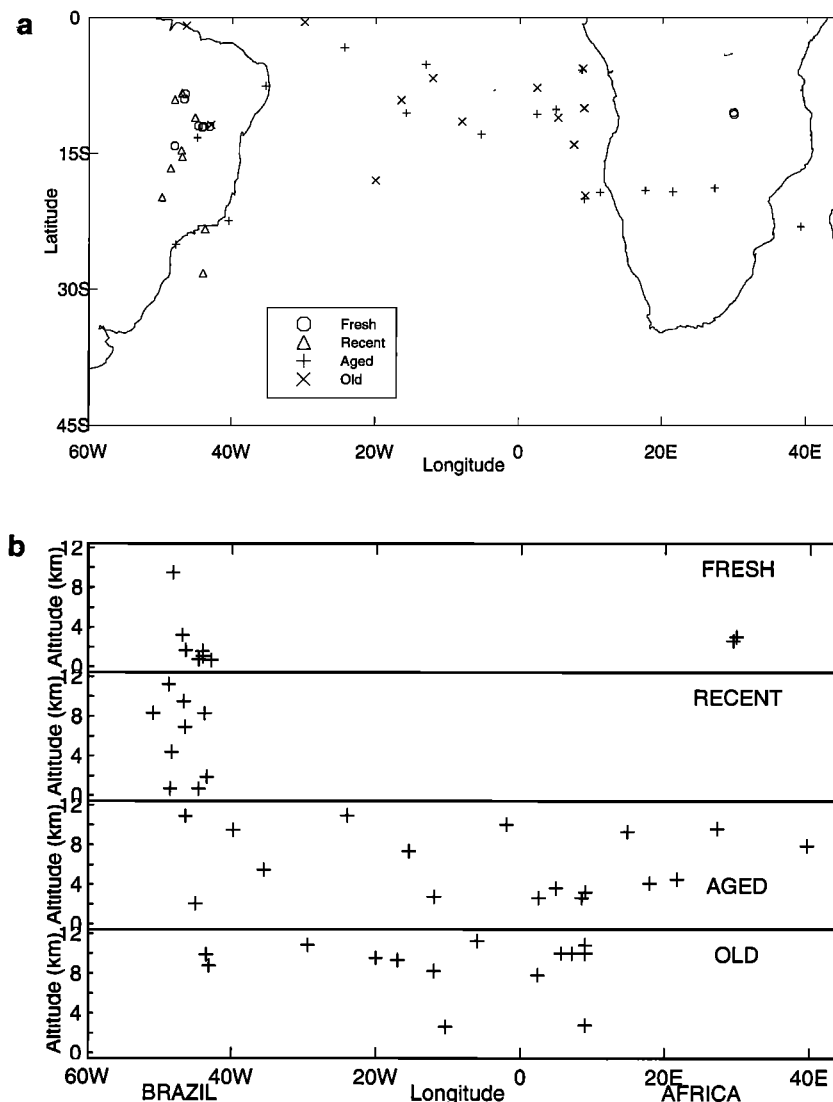 a
0
15S
30S
45S
Latitude
Fresh
Recent
Aged
Old
60W 40W 20W 0 20E 40E
Longitude
b
12
8
4
0
Altitude (km)
FRESH
12
8
4
0
Altitude (km)
RECENT
12
8
4
0
Altitude (km)
AGED
12
8
4
0
Altitude (km)
OLD
60W 40W 20W 0 20E 40E
BRAZIL Longitude AFRICA